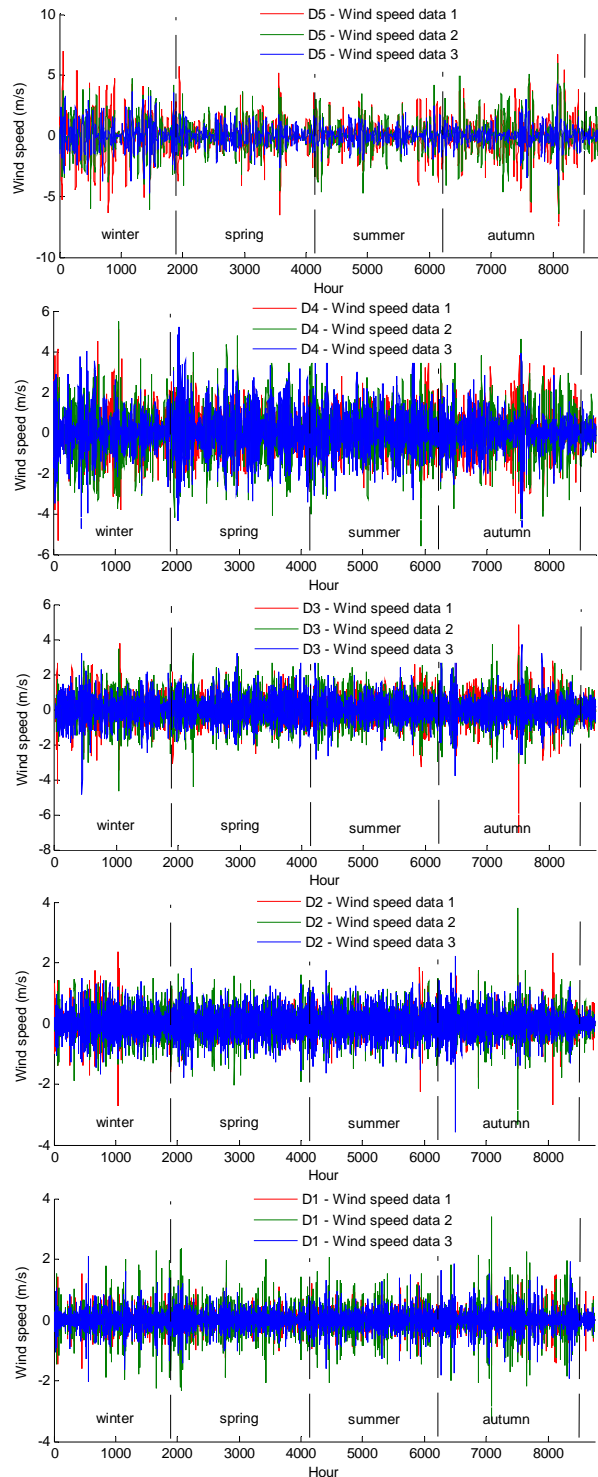 10
D5 - Wind speed data 1
D5 - Wind speed data 2
D5 - Wind speed data 3
5
0
-5
-10
Wind speed (m/s)
winter spring summer autumn
0 1000 2000 3000 4000 5000 6000 7000 8000
Hour
6
D4 - Wind speed data 1
D4 - Wind speed data 2
D4 - Wind speed data 3
4
2
0
-2
-4
-6
Wind speed (m/s)
winter spring summer autumn
0 1000 2000 3000 4000 5000 6000 7000 8000
Hour
6
D3 - Wind speed data 1
D3 - Wind speed data 2
D3 - Wind speed data 3
4
2
0
-2
-4
-6
-8
Wind speed (m/s)
winter spring summer autumn
0 1000 2000 3000 4000 5000 6000 7000 8000
Hour
4
D2 - Wind speed data 1
D2 - Wind speed data 2
D2 - Wind speed data 3
2
0
-2
-4
Wind speed (m/s)
winter spring summer autumn
0 1000 2000 3000 4000 5000 6000 7000 8000
Hour
4
D1 - Wind speed data 1
D1 - Wind speed data 2
D1 - Wind speed data 3
2
0
-2
-4
Wind speed (m/s)
winter spring summer autumn
0 1000 2000 3000 4000 5000 6000 7000 8000
Hour